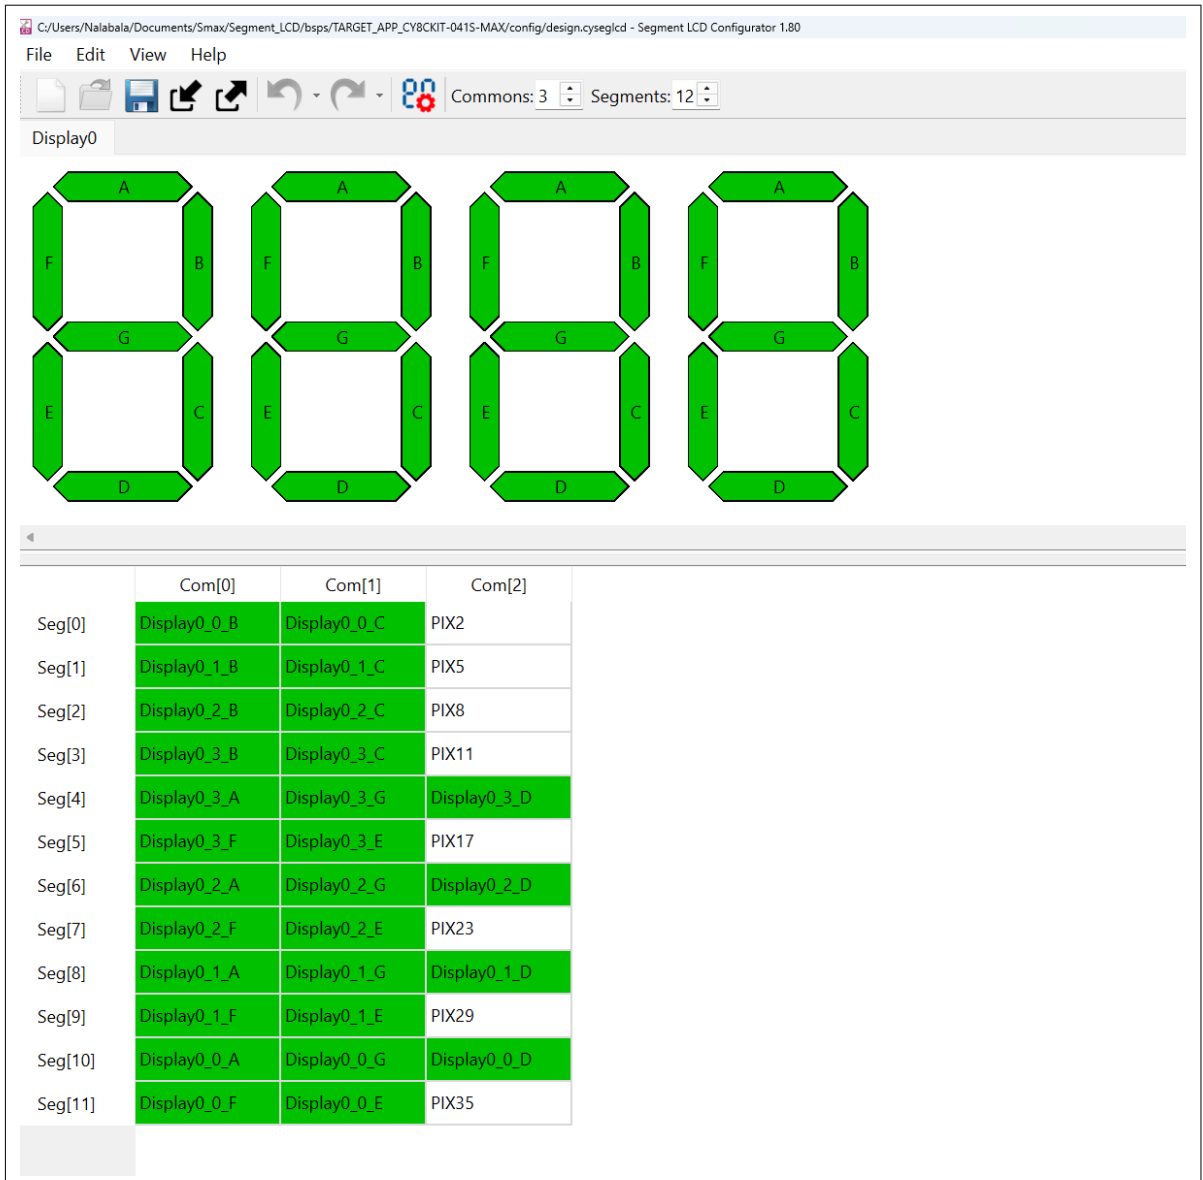 C:/Users/Nalabala/Documents/Smax/Segment_LCD/bsps/TARGET_APP_CY8CKIT-041S-MAX/config/design.cyseglcd - Segment LCD Configurator 1.80
File Edit View Help
Commons: 3 Segments: 12
Display0
A A A A
F B F B F B F B
G G G G
E C E C E C E C
D D D D
Com[0] Com[1] Com[2]
Seg[0] Display0_0_B Display0_0_C PIX2
Seg[1] Display0_1_B Display0_1_C PIX5
Seg[2] Display0_2_B Display0_2_C PIX8
Seg[3] Display0_3_B Display0_3_C PIX11
Seg[4] Display0_3_A Display0_3_G Display0_3_D
Seg[5] Display0_3_F Display0_3_E PIX17
Seg[6] Display0_2_A Display0_2_G Display0_2_D
Seg[7] Display0_2_F Display0_2_E PIX23
Seg[8] Display0_1_A Display0_1_G Display0_1_D
Seg[9] Display0_1_F Display0_1_E PIX29
Seg[10] Display0_0_A Display0_0_G Display0_0_D
Seg[11] Display0_0_F Display0_0_E PIX35